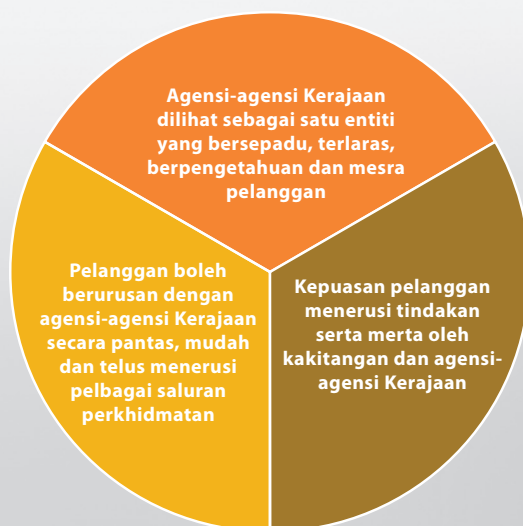 Agensi-agensi Kerajaan
dilihat sebagai satu entiti
yang bersepadu, terlaras,
berpengetahuan dan mesra
pelanggan
Pelanggan boleh
berurusan dengan
agensi-agensi Kerajaan
secara pantas, mudah
dan telus menerusi
pelbagai saluran
perkhidmatan
Kepuasan pelanggan
menerusi tindakan
serta merta oleh
kakitangan dan agensi-
agensi Kerajaan